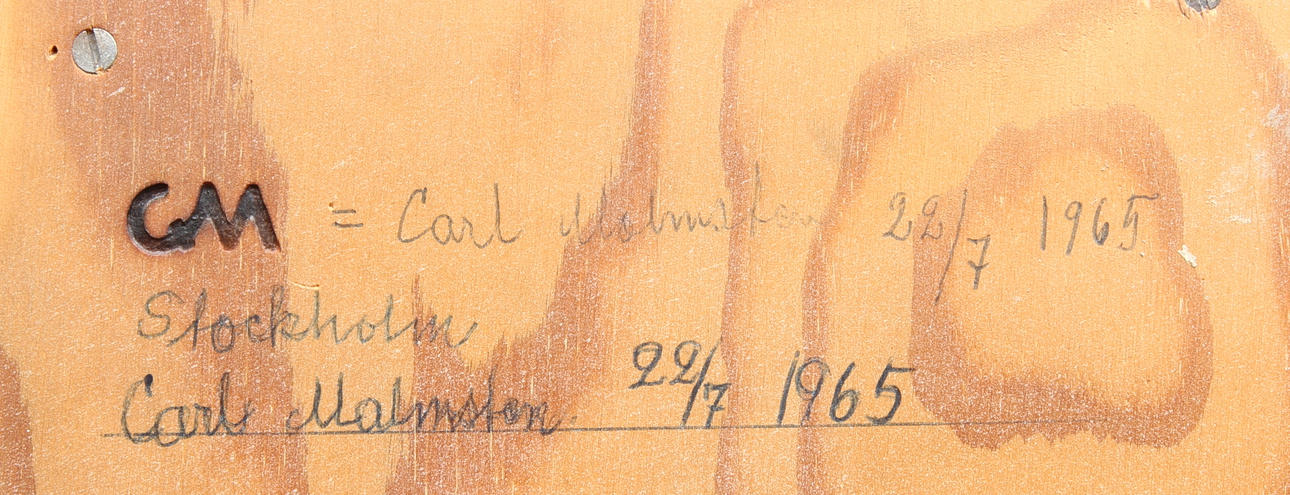 CM = Carl Malmsten 22/7 1965
Stockholm
Carl Malmsten 22/7 1965